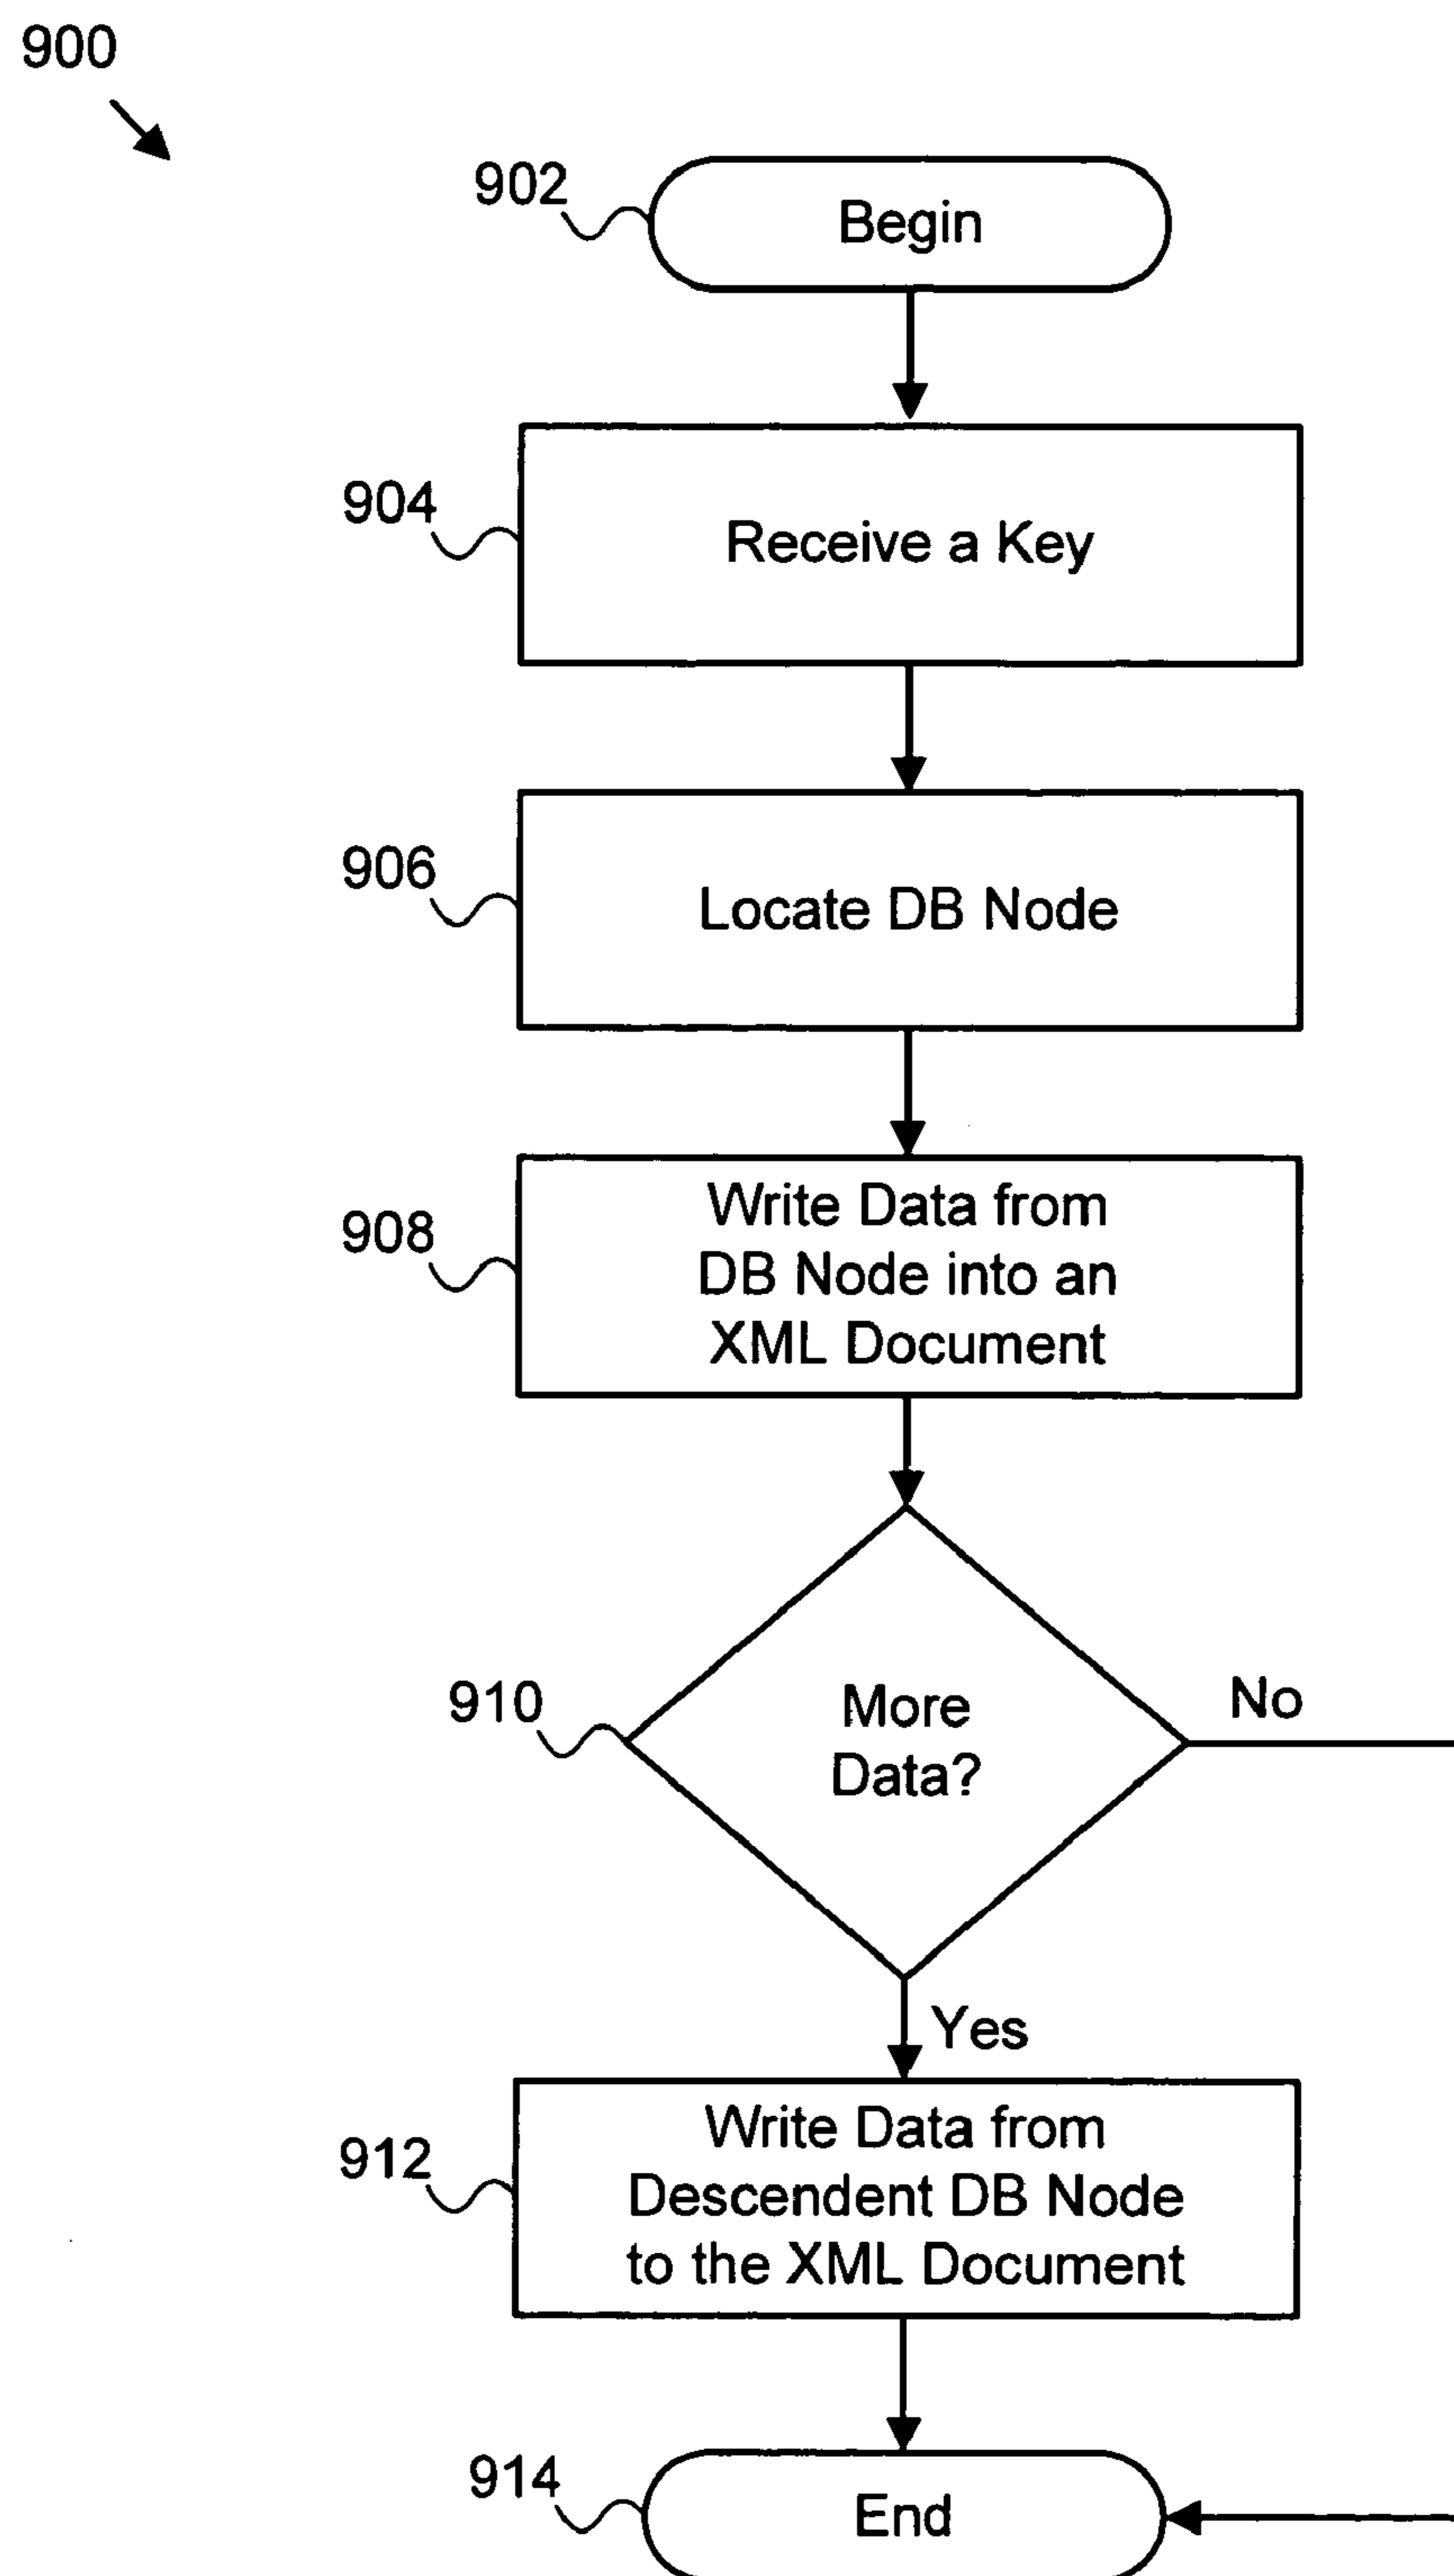 900
902
Begin
904
Receive a Key
906
Locate DB Node
908
Write Data from
DB Node into an
XML Document
910
More
Data?
No
Yes
912
Write Data from
Descendent DB Node
to the XML Document
914
End